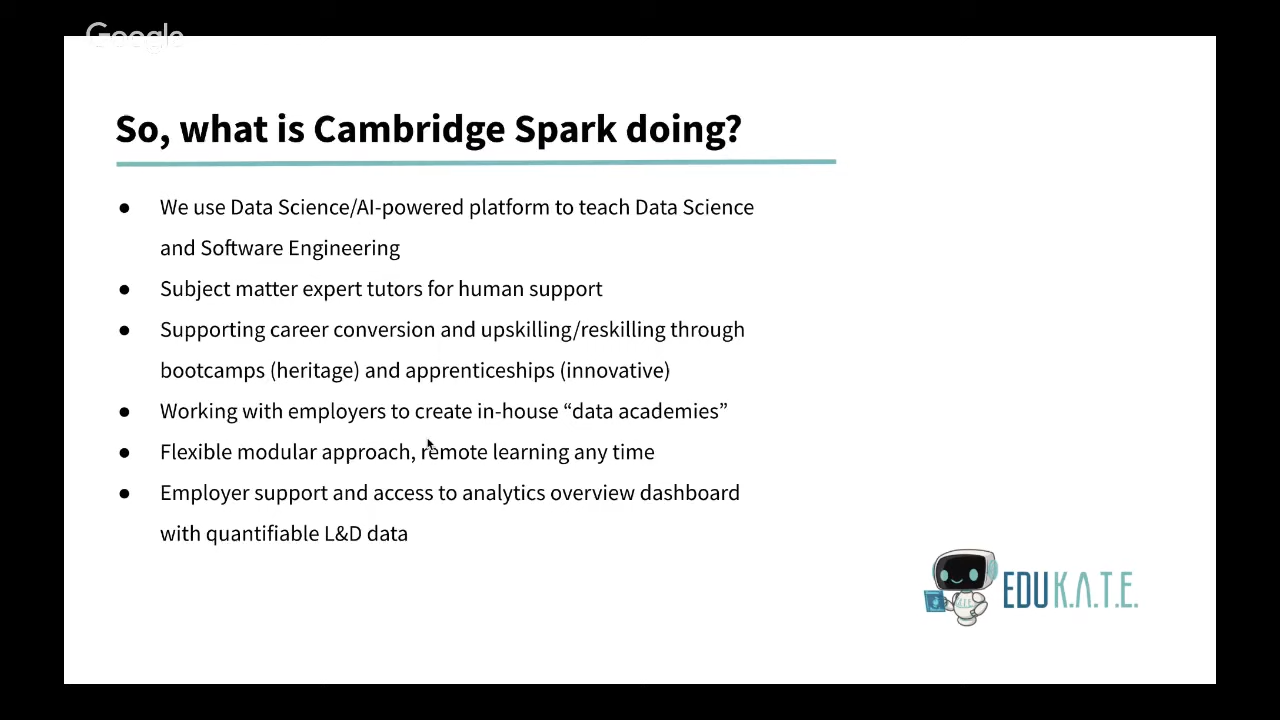 Google
So, what is Cambridge Spark doing?
● We use Data Science/AI-powered platform to teach Data Science
and Software Engineering
● Subject matter expert tutors for human support
● Supporting career conversion and upskilling/reskilling through
bootcamps (heritage) and apprenticeships (innovative)
● Working with employers to create in-house “data academies”
● Flexible modular approach, remote learning any time
● Employer support and access to analytics overview dashboard
with quantifiable L&D data
EDUK.A.T.E.